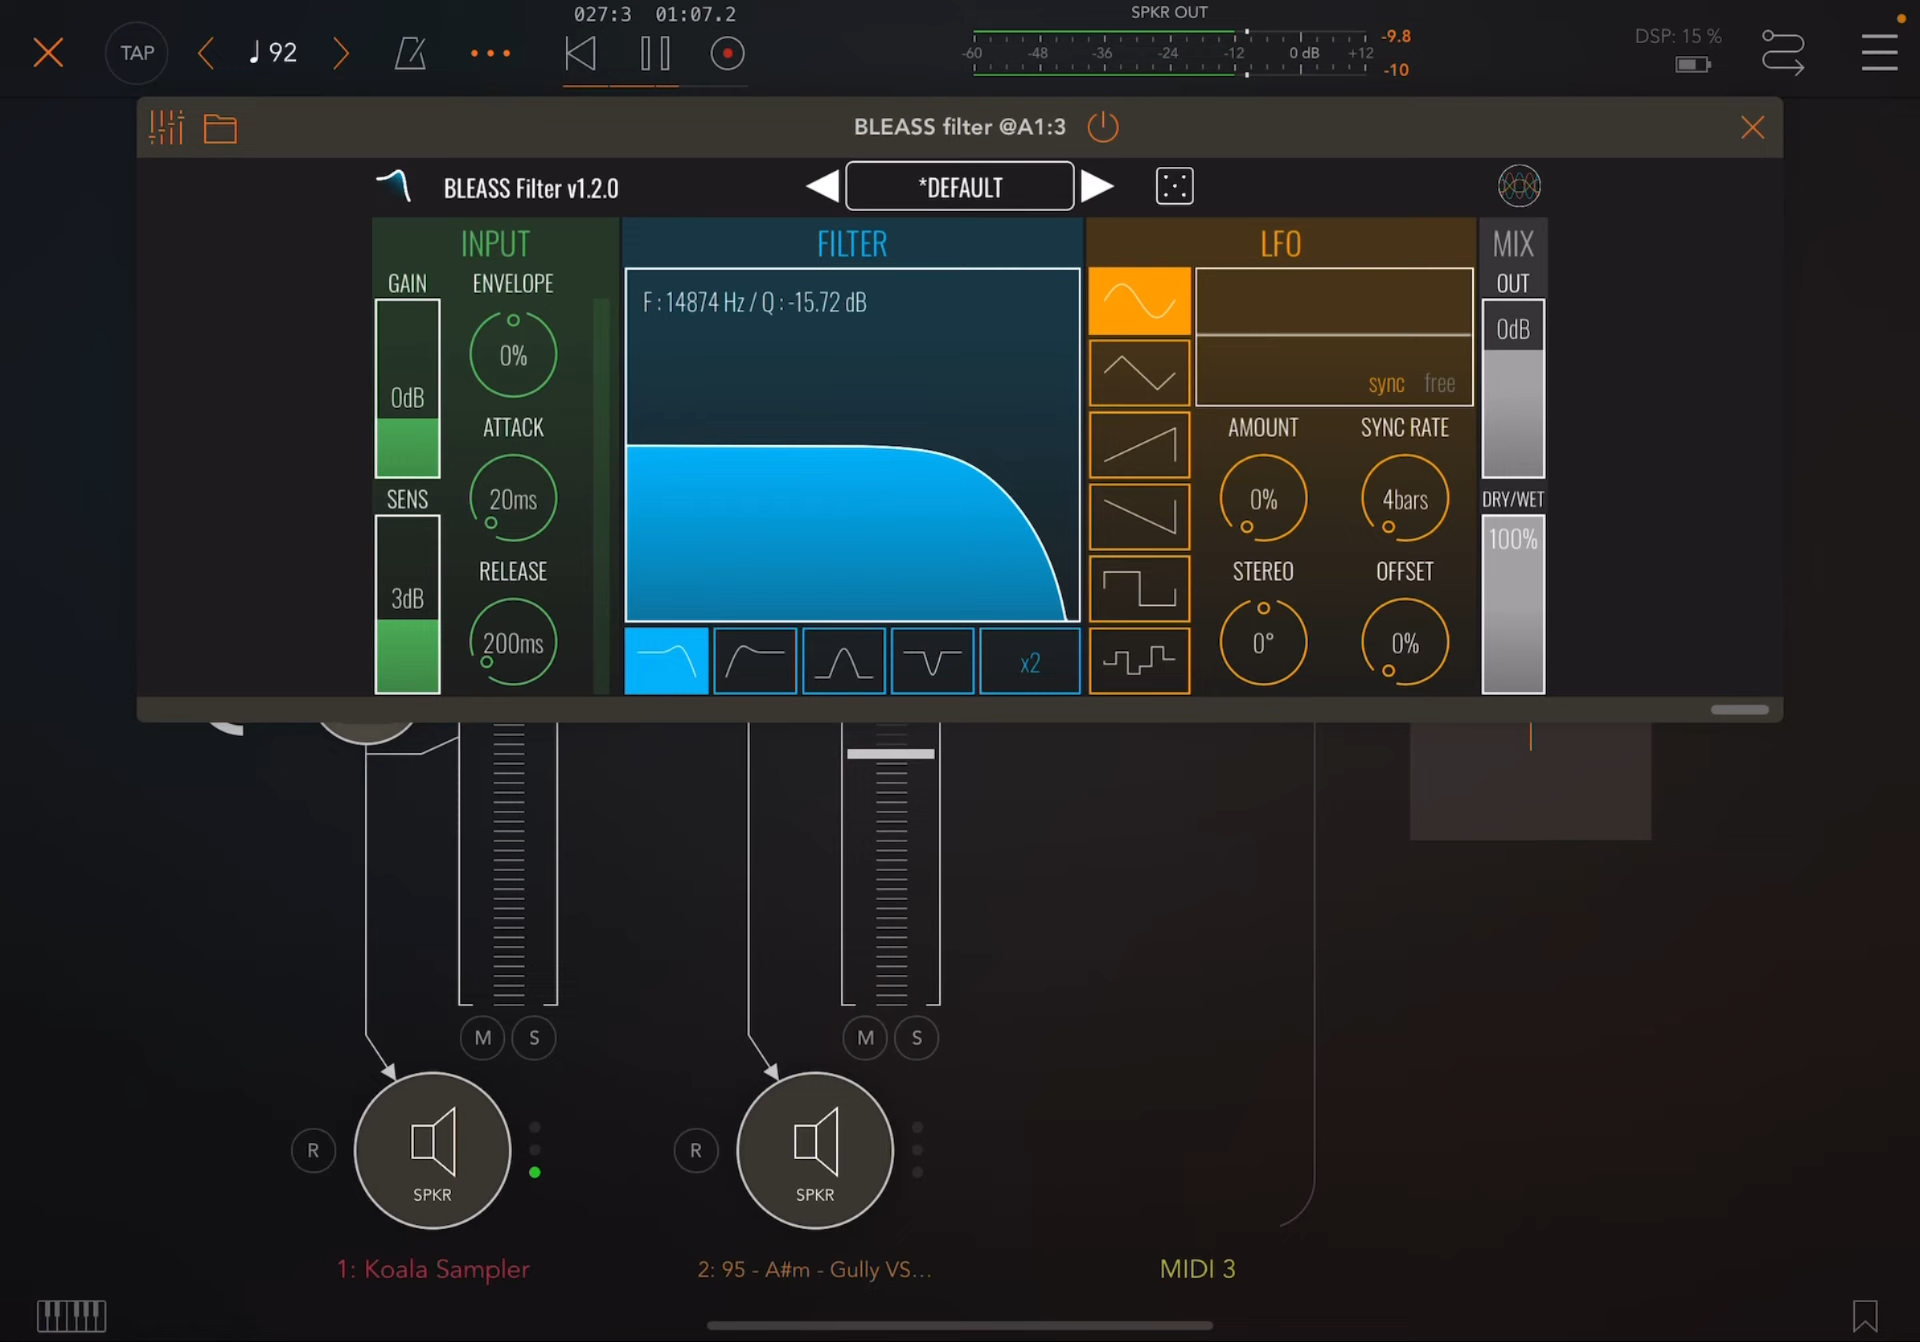 027:3 01:07.2
SPKR OUT
TAP
92
-60 -48 -36 -24 -12 0 dB +12
-9.8
-10
DSP: 15 %
BLEASS filter @A1:3
BLEASS Filter v1.2.0
*DEFAULT
INPUT
FILTER
LFO
MIX
GAIN
ENVELOPE
OUT
F : 14874 Hz / Q : -15.72 dB
0dB
0%
0dB
sync free
ATTACK
AMOUNT
SYNC RATE
SENS
20ms
0%
4bars
DRY/WET
100%
RELEASE
STEREO
OFFSET
3dB
200ms
x2
0°
0%
M S
M S
R
SPKR
R
SPKR
1: Koala Sampler
2: 95 - A#m - Gully VS...
MIDI 3